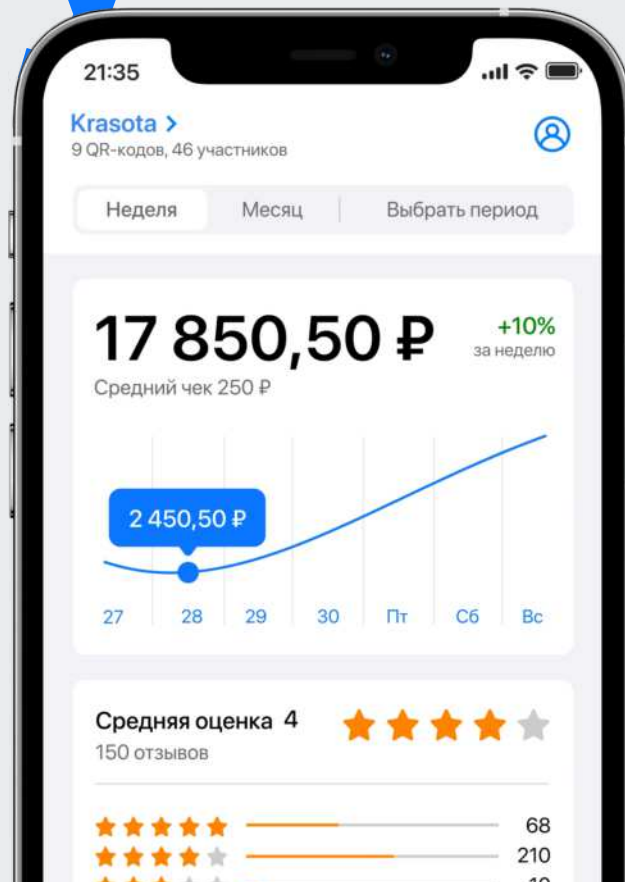 21:35
Krasota >
9 QR-кодов, 46 участников
Неделя Месяц Выбрать период
17 850,50 ₽ +10%
Средний чек 250 ₽ за неделю
2 450,50 ₽
27 28 29 30 Пт Сб Вс
Средняя оценка 4
150 отзывов
68
210